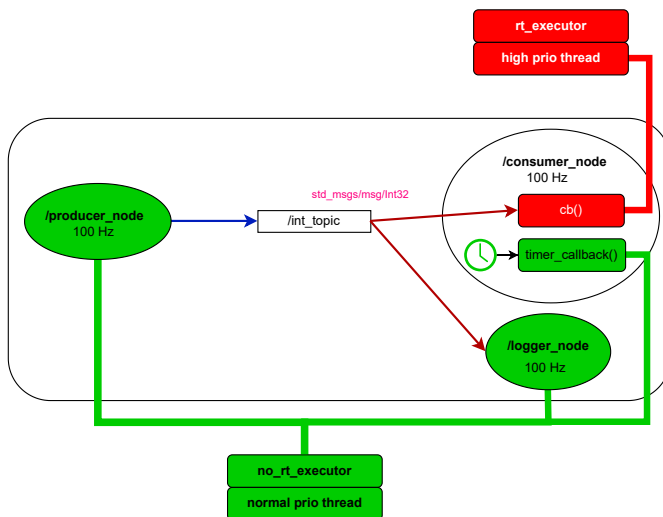 rt_executor
high prio thread
/consumer_node
100 Hz
std_msgs/msg/Int32
/producer_node
100 Hz
/int_topic
cb()
timer_callback()
/logger_node
100 Hz
no_rt_executor
normal prio thread